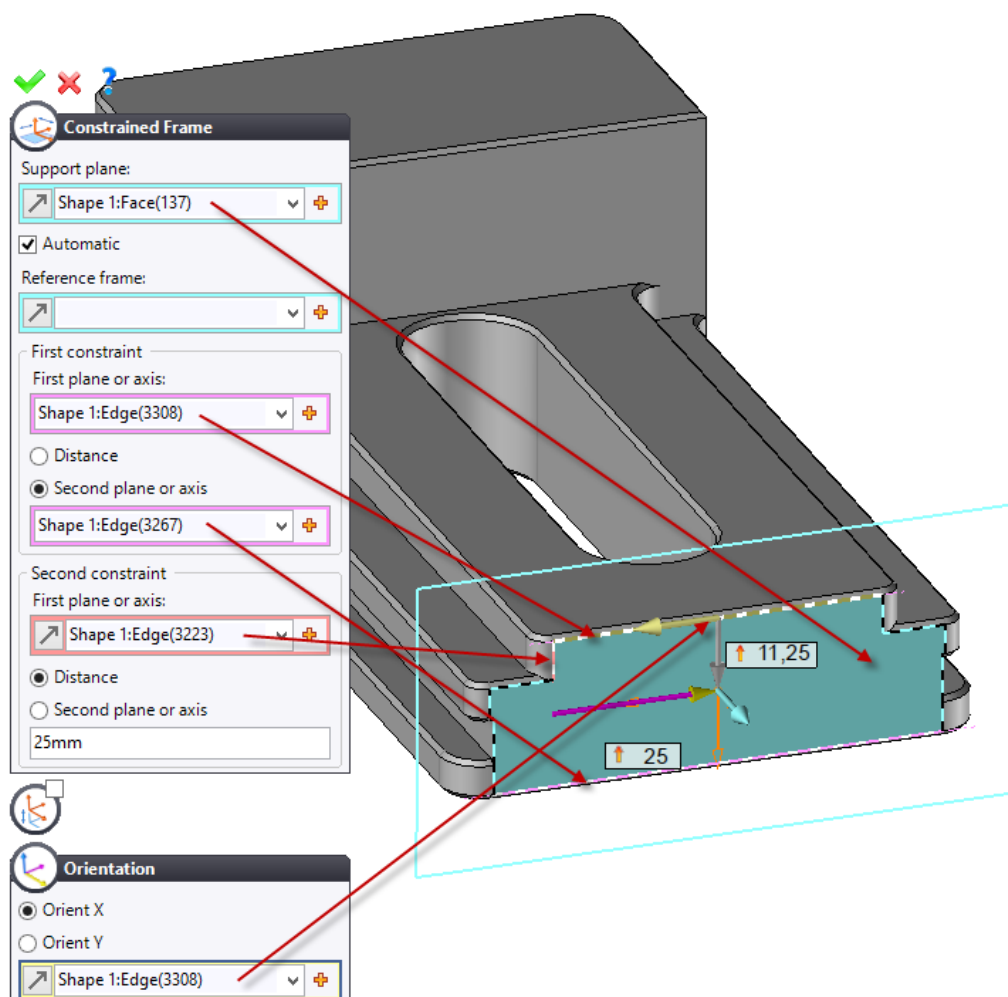 ?
Constrained Frame
Support plane:
Shape 1:Face(137)
Automatic
Reference frame:
First constraint
First plane or axis:
Shape 1:Edge(3308)
Distance
Second plane or axis
Shape 1:Edge(3267)
Second constraint
First plane or axis:
Shape 1:Edge(3223)
Distance
Second plane or axis
25mm
11,25
25
Orientation
Orient X
Orient Y
Shape 1:Edge(3308)